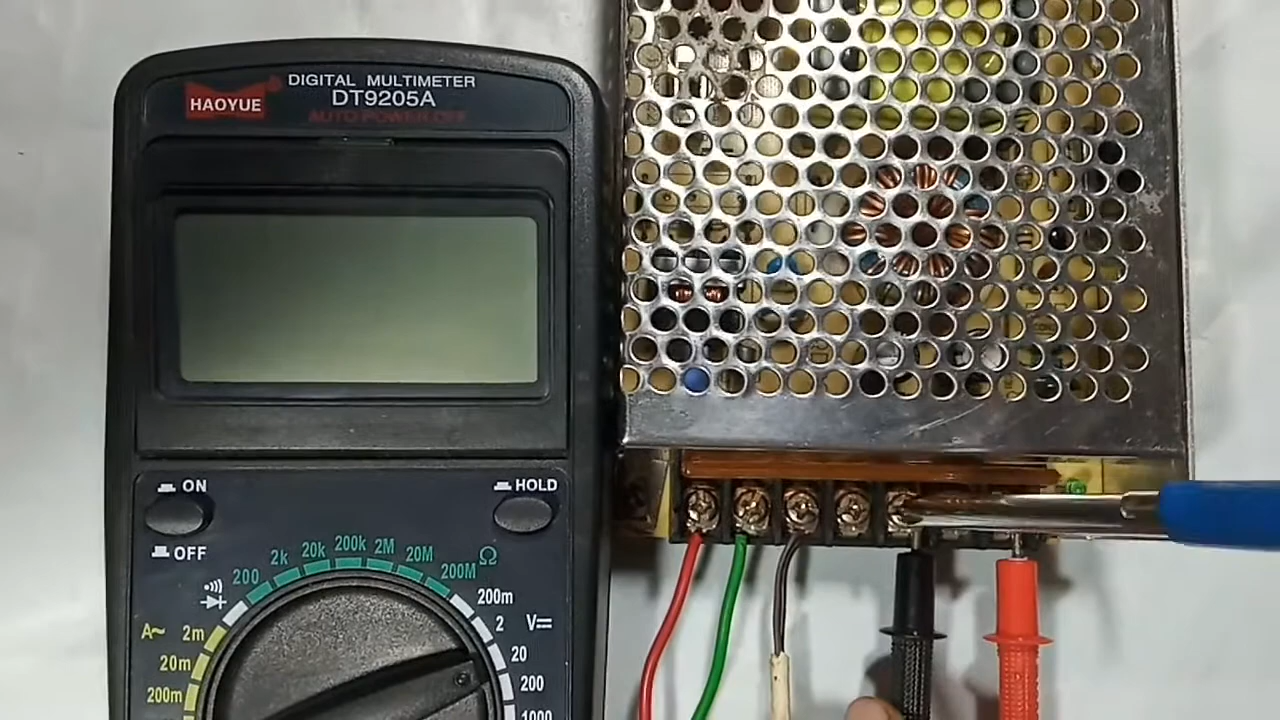 HAOYUE
DIGITAL MULTIMETER
DT9205A
AUTO POWER OFF
ON
HOLD
OFF
200 2k 20k 200k 2M 20M 200M Ω
A~ 2m
20m
200m
200m
2 V
20
200
1000